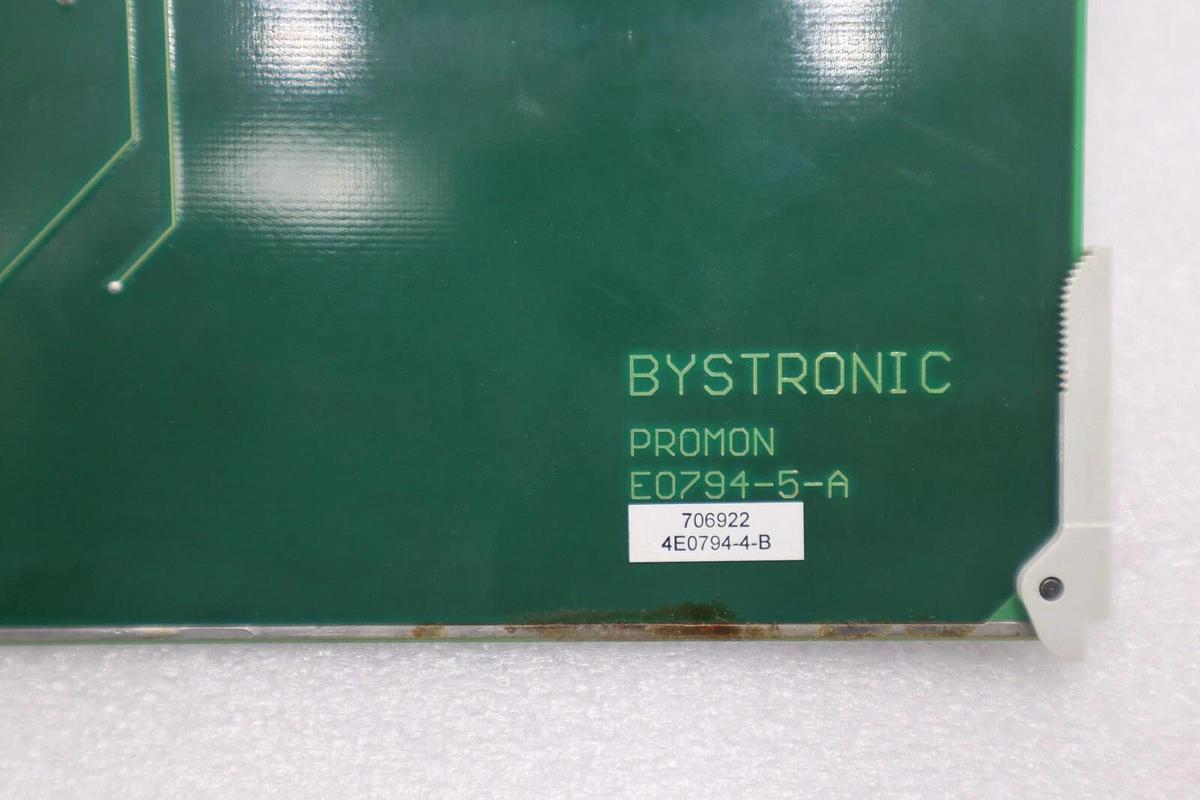 BYSTRONIC
PROMON
E0794-5-A
706922
4E0794-4-B